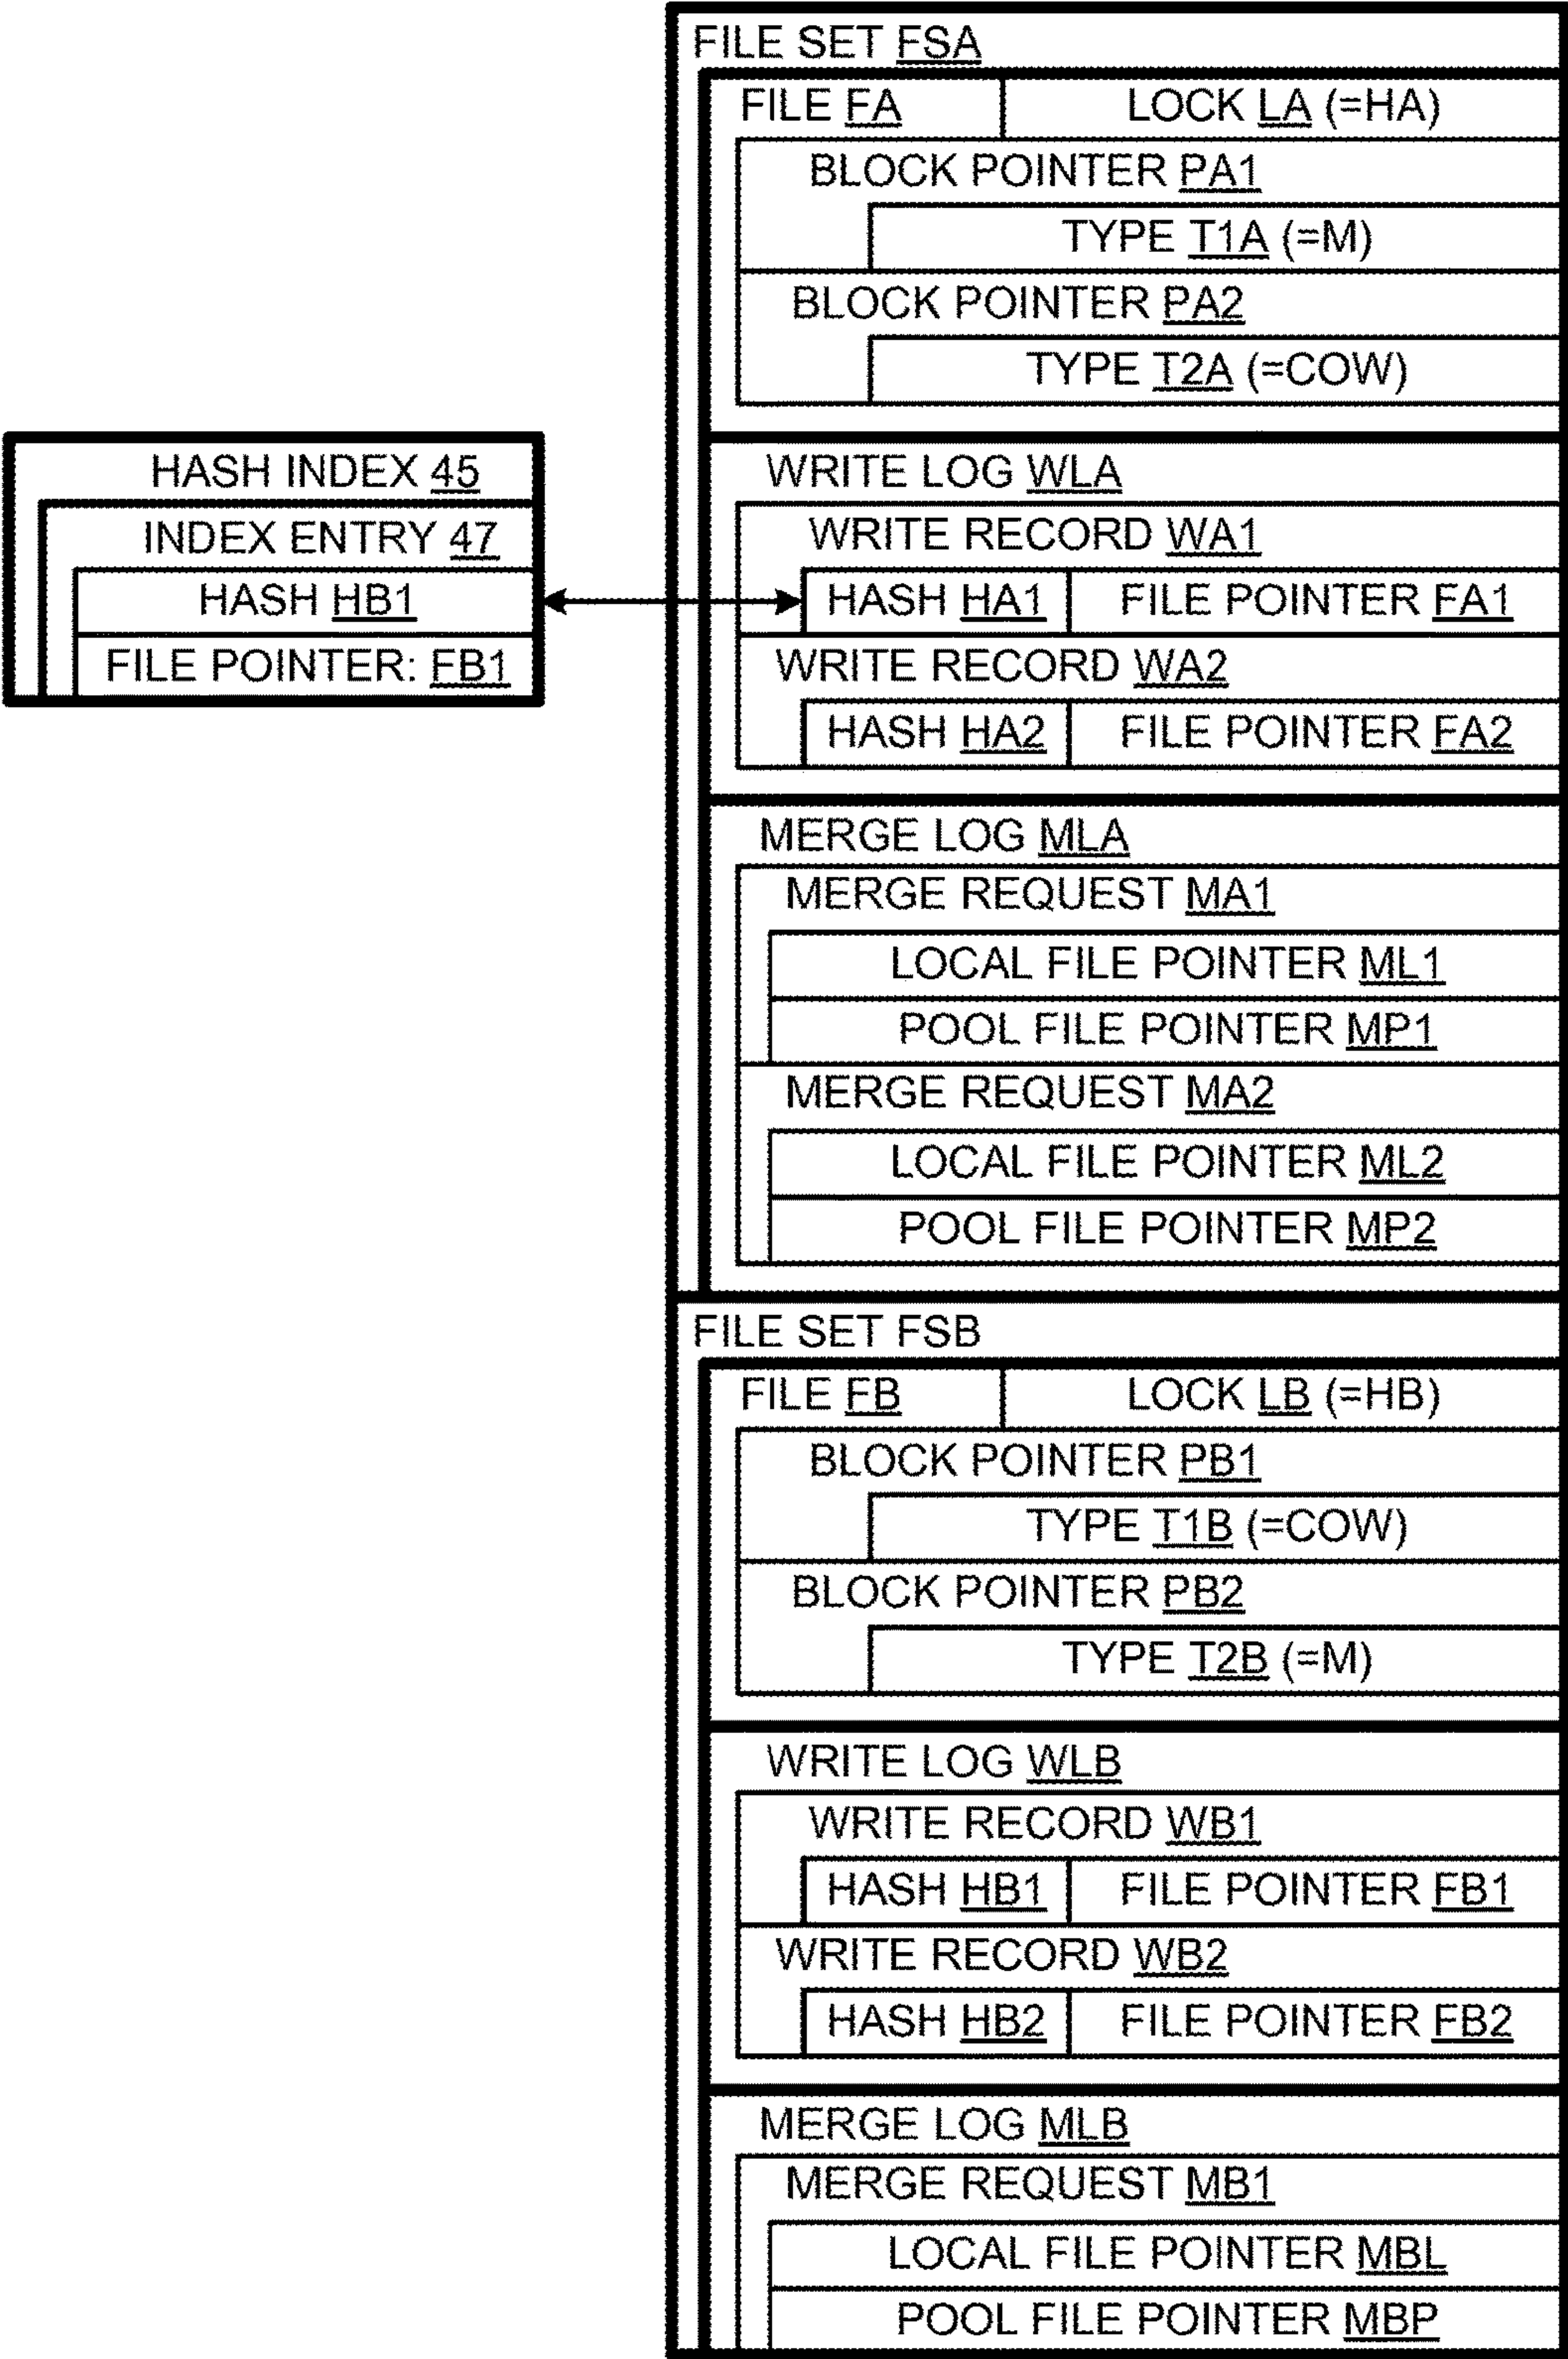 HASH INDEX 45
INDEX ENTRY 47
HASH HB1
FILE POINTER: FB1
FILE SET FSA
FILE FA LOCK LA (=HA)
BLOCK POINTER PA1
TYPE T1A (=M)
BLOCK POINTER PA2
TYPE T2A (=COW)
WRITE LOG WLA
WRITE RECORD WA1
HASH HA1 FILE POINTER FA1
WRITE RECORD WA2
HASH HA2 FILE POINTER FA2
MERGE LOG MLA
MERGE REQUEST MA1
LOCAL FILE POINTER ML1
POOL FILE POINTER MP1
MERGE REQUEST MA2
LOCAL FILE POINTER ML2
POOL FILE POINTER MP2
FILE SET FSB
FILE FB LOCK LB (=HB)
BLOCK POINTER PB1
TYPE T1B (=COW)
BLOCK POINTER PB2
TYPE T2B (=M)
WRITE LOG WLB
WRITE RECORD WB1
HASH HB1 FILE POINTER FB1
WRITE RECORD WB2
HASH HB2 FILE POINTER FB2
MERGE LOG MLB
MERGE REQUEST MB1
LOCAL FILE POINTER MBL
POOL FILE POINTER MBP